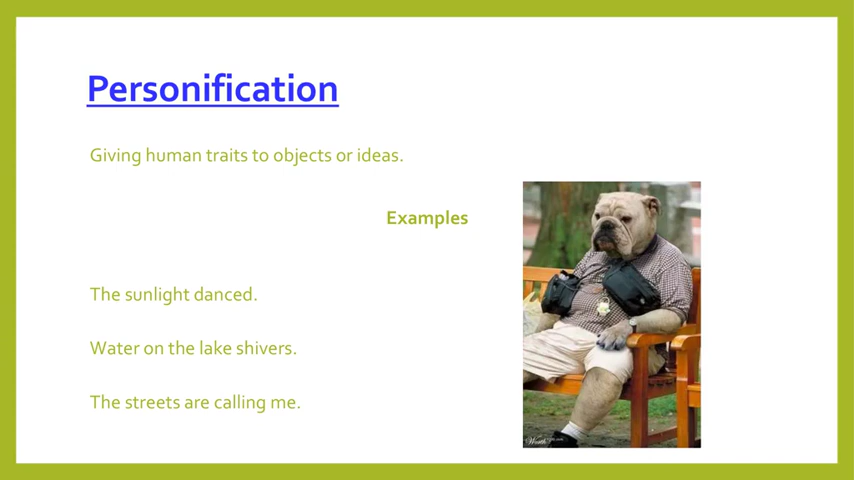 Personification
Giving human traits to objects or ideas.
Examples
The sunlight danced.
Water on the lake shivers.
The streets are calling me.